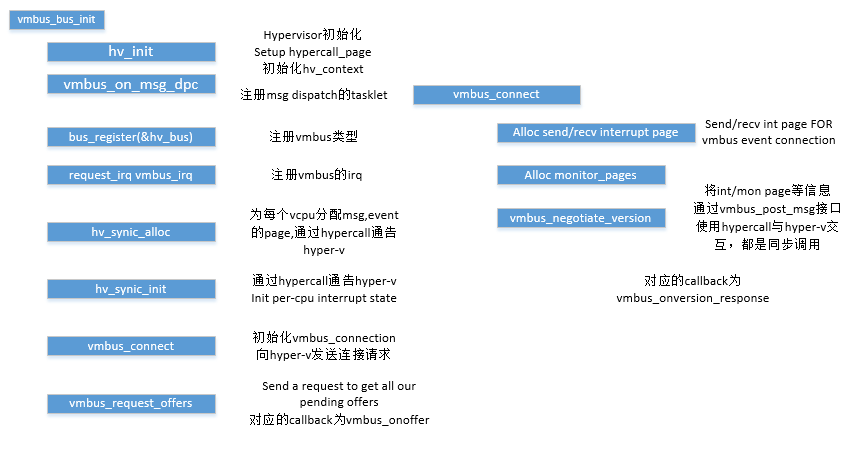 vmbus_bus_init
hv_init
Hypervisor初始化
Setup hypercall_page
初始化hv_context
vmbus_on_msg_dpc
注册msg dispatch的tasklet
bus_register(&hv_bus)
注册vmbus类型
request_irq vmbus_irq
注册vmbus的irq
hv_synic_alloc
为每个vcpu分配msg,event
的page,通过hypercall通告
hyper-v
hv_synic_init
通过hypercall通告hyper-v
Init per-cpu interrupt state
vmbus_connect
初始化vmbus_connection
向hyper-v发送连接请求
vmbus_request_offers
Send a request to get all our
pending offers
对应的callback为vmbus_onoffer
vmbus_connect
Alloc send/recv interrupt page
Send/recv int page FOR
vmbus event connection
Alloc monitor_pages
vmbus_negotiate_version
将int/mon page等信息
通过vmbus_post_msg接口
使用hypercall与hyper-v交
互，都是同步调用
对应的callback为
vmbus_onversion_response